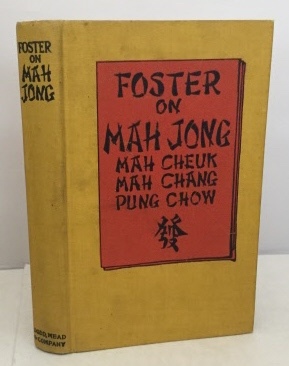 FOSTER
ON
MAH
JONG
DODD, MEAD
& COMPANY
FOSTER
ON
MAH JONG
MAH CHEUK
MAH CHANG
PUNG CHOW
發